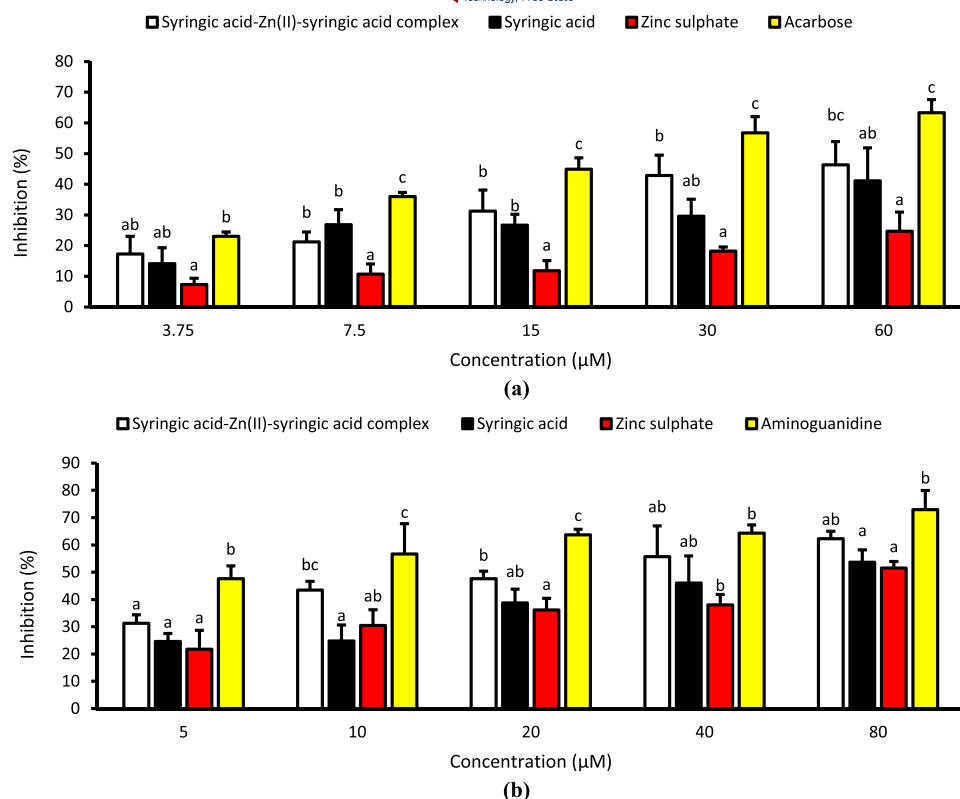 Syringic acid-Zn(II)-syringic acid complex Syringic acid Zinc sulphate Acarbose
80
70
60
50
40
30
20
10
0
Inhibition (%)
ab ab a b
b b a c
b b a c
b ab a c
bc ab a c
3.75 7.5 15 30 60
Concentration (µM)
(a)
Syringic acid-Zn(II)-syringic acid complex Syringic acid Zinc sulphate Aminoguanidine
90
80
70
60
50
40
30
20
10
0
Inhibition (%)
a a a b
bc a ab c
b ab a c
ab ab b b
ab a a b
5 10 20 40 80
Concentration (µM)
(b)